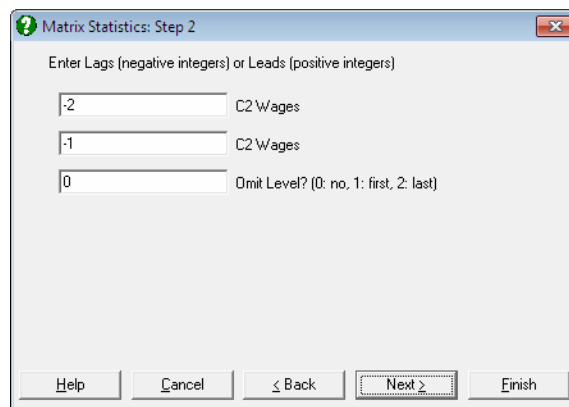 Matrix Statistics: Step 2
Enter Lags (negative integers) or Leads (positive integers)
-2 C2 Wages
-1 C2 Wages
0 Omit Level? (0: no, 1: first, 2: last)
Help Cancel < Back Next > Finish